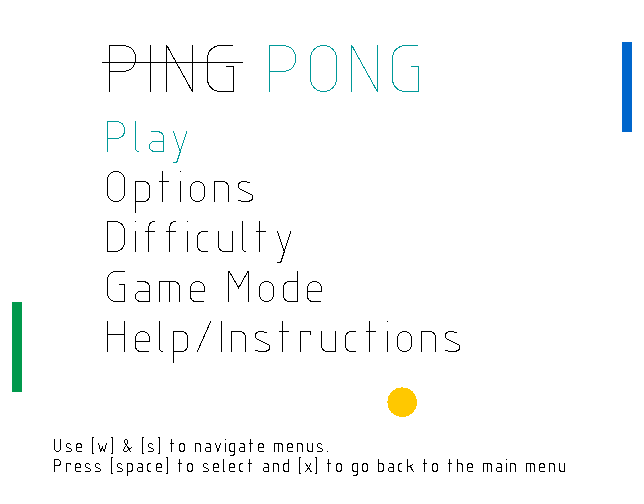 PING PONG
Play
Options
Difficulty
Game Mode
Help/Instructions
Use [w] & [s] to navigate menus.
Press [space] to select and [x] to go back to the main menu